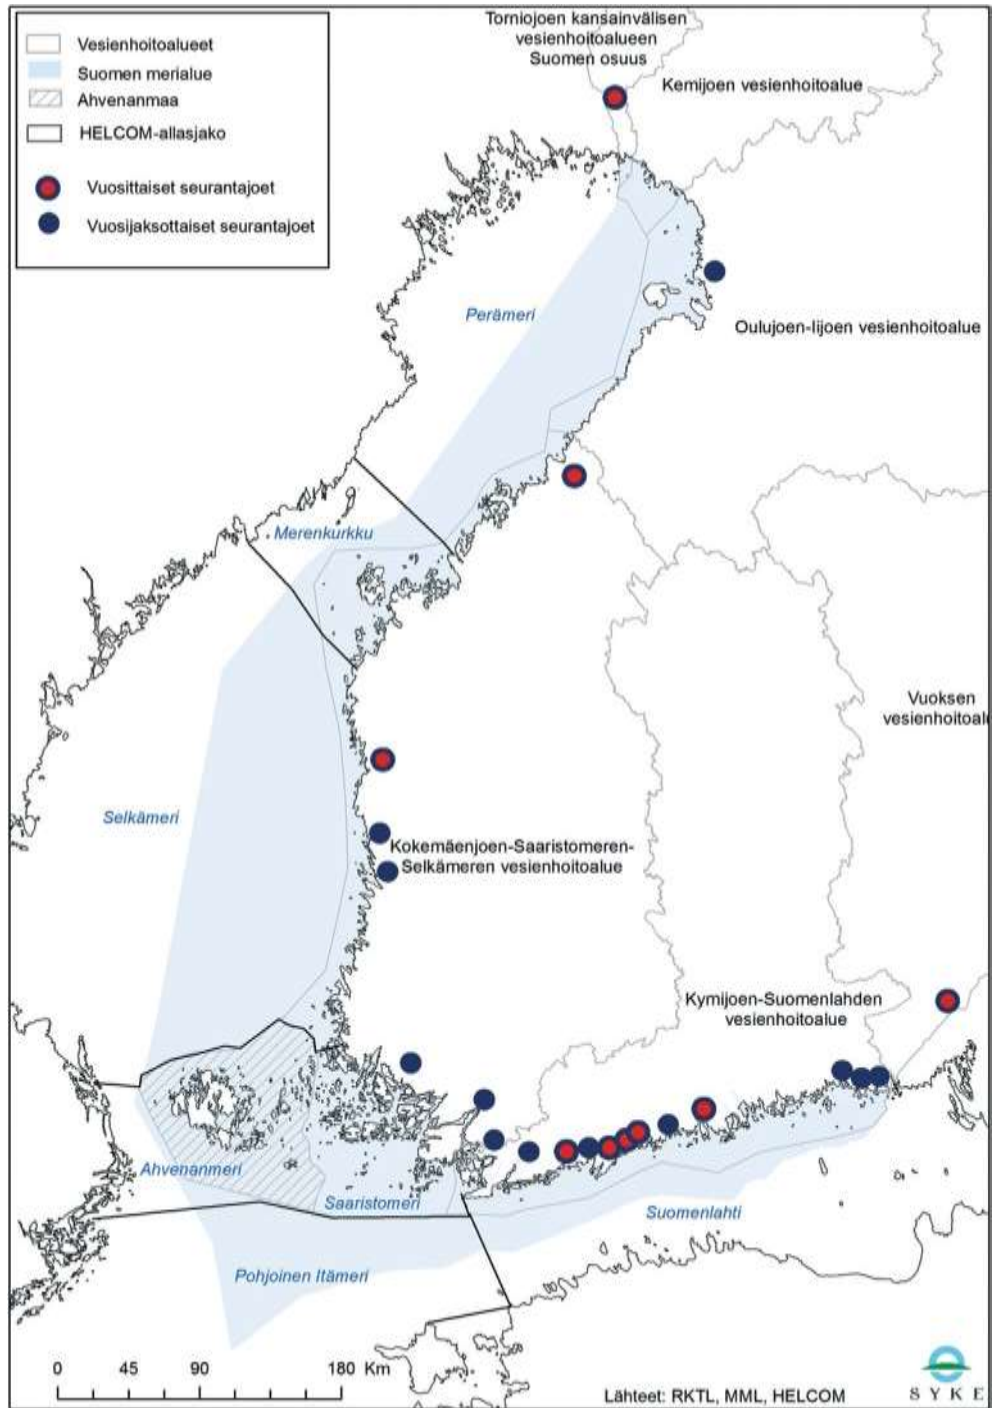 Vesienhoitoalueet
Suomen merialue
Ahvenanmaa
HELCOM-allasjako
Vuosittaiset seurantajoet
Vuosijaksottaiset seurantajoet
Torniojoen kansainvälisen
vesienhoitoalueen
Suomen osuus
Kemijoen vesienhoitoalue
Perämeri
Oulujoen-Iijoen vesienhoitoalue
Merenkurkku
Vuoksen
vesienhoitoalu
Selkämeri
Kokemäenjoen-Saaristomeren-
Selkämeren vesienhoitoalue
Kymijoen-Suomenlahden
vesienhoitoalue
Ahvenanmeri
Saaristomeri
Suomenlahti
Pohjoinen Itämeri
0 45 90 180 Km
Lähteet: RKTL, MML, HELCOM
SYKE